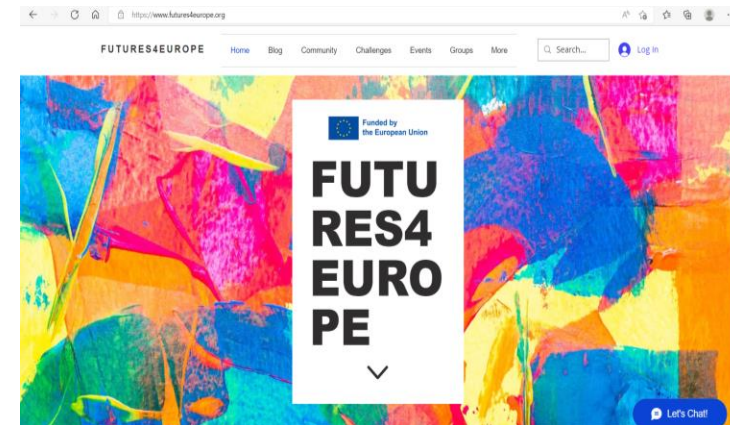 https://www.futures4europe.org
FUTURES4EUROPE Home Blog Community Challenges Events Groups More Search... Log In
Funded by
the European Union
FUTU
RES4
EURO
PE
Let's Chat!